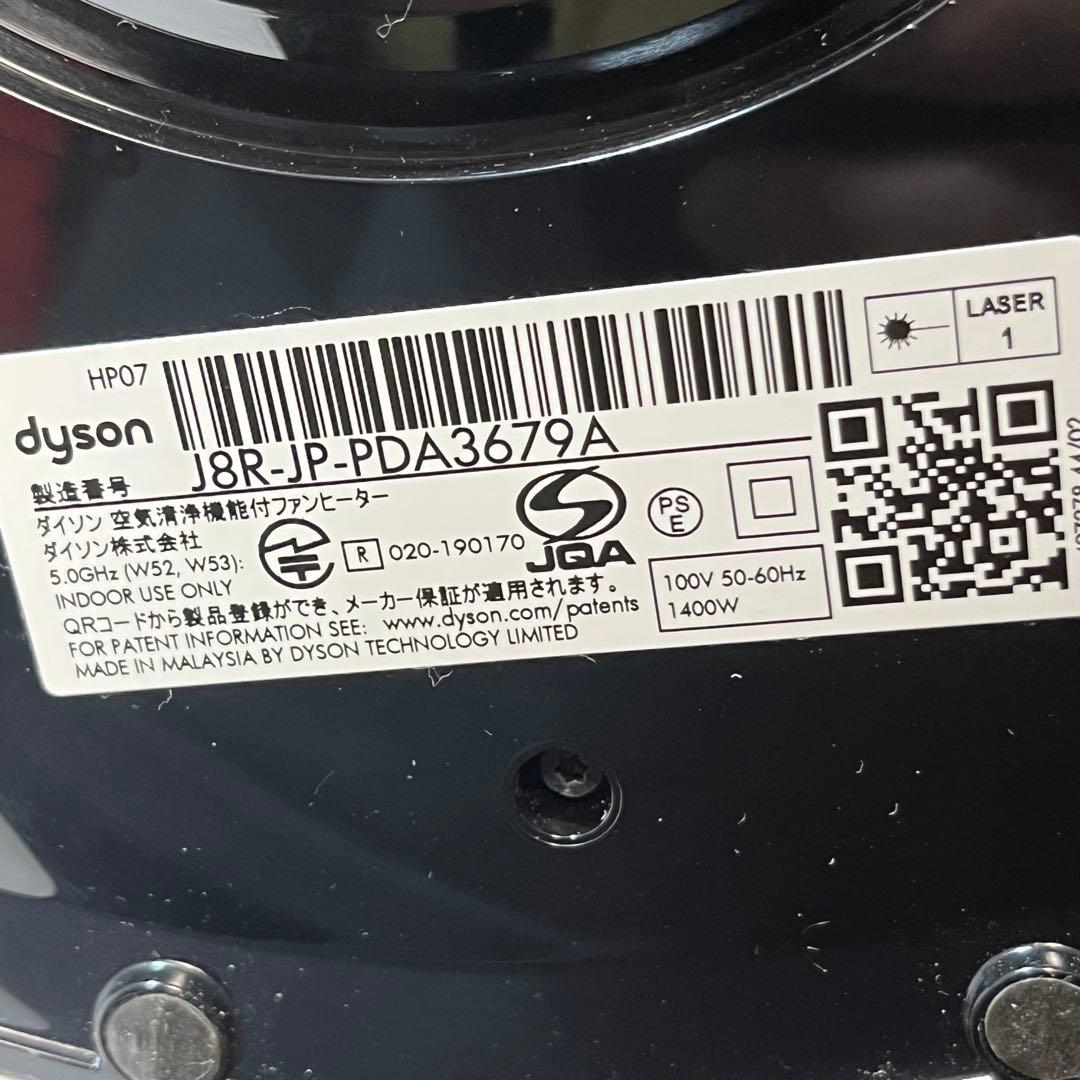 HP07
dyson
製造番号
J8R-JP-PDA3679A
LASER
1
ダイソン 空気清浄機能付ファンヒーター
ダイソン株式会社
5.0GHz (W52, W53):
INDOOR USE ONLY
R 020-190170
JQA
PS
E
100V 50-60Hz
1400W
QRコードから製品登録ができ、メーカー保証が適用されます。
FOR PATENT INFORMATION SEE: www.dyson.com/patents
MADE IN MALAYSIA BY DYSON TECHNOLOGY LIMITED